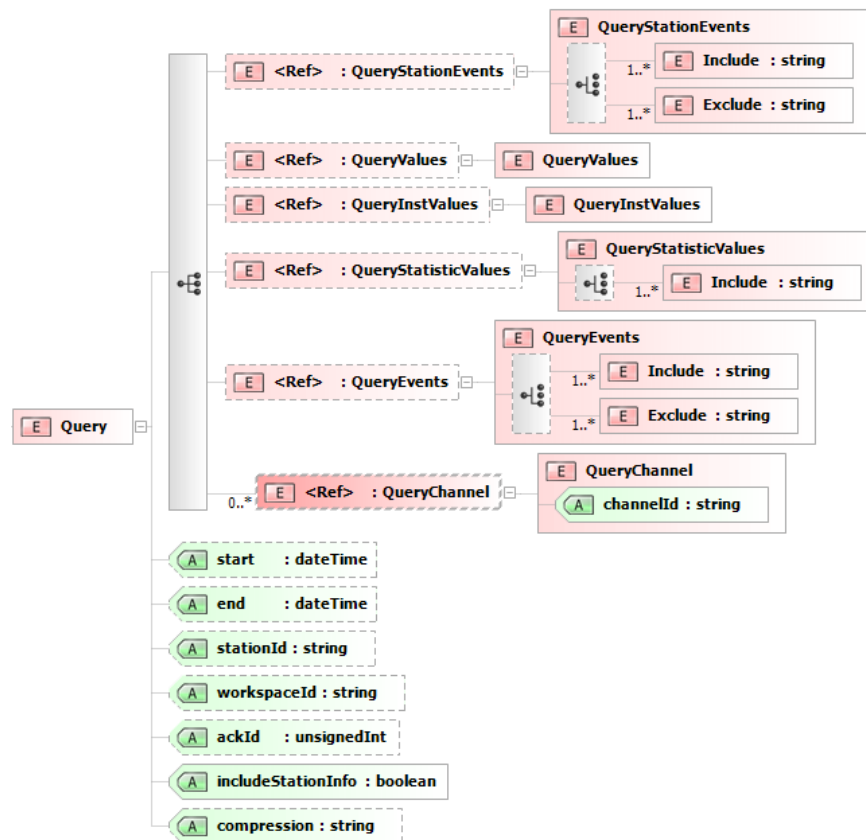 E QueryStationEvents
E Include : string
1..*
E <Ref> : QueryStationEvents
E Exclude : string
1..*
E <Ref> : QueryValues
E QueryValues
E <Ref> : QueryInstValues
E QueryInstValues
E QueryStatisticValues
E <Ref> : QueryStatisticValues
E Include : string
1..*
E QueryEvents
E Include : string
1..*
E <Ref> : QueryEvents
E Exclude : string
1..*
E Query
E QueryChannel
E <Ref> : QueryChannel
0..*
A channelId : string
A start : dateTime
A end : dateTime
A stationId : string
A workspaceId : string
A ackId : unsignedInt
A includeStationInfo : boolean
A compression : string